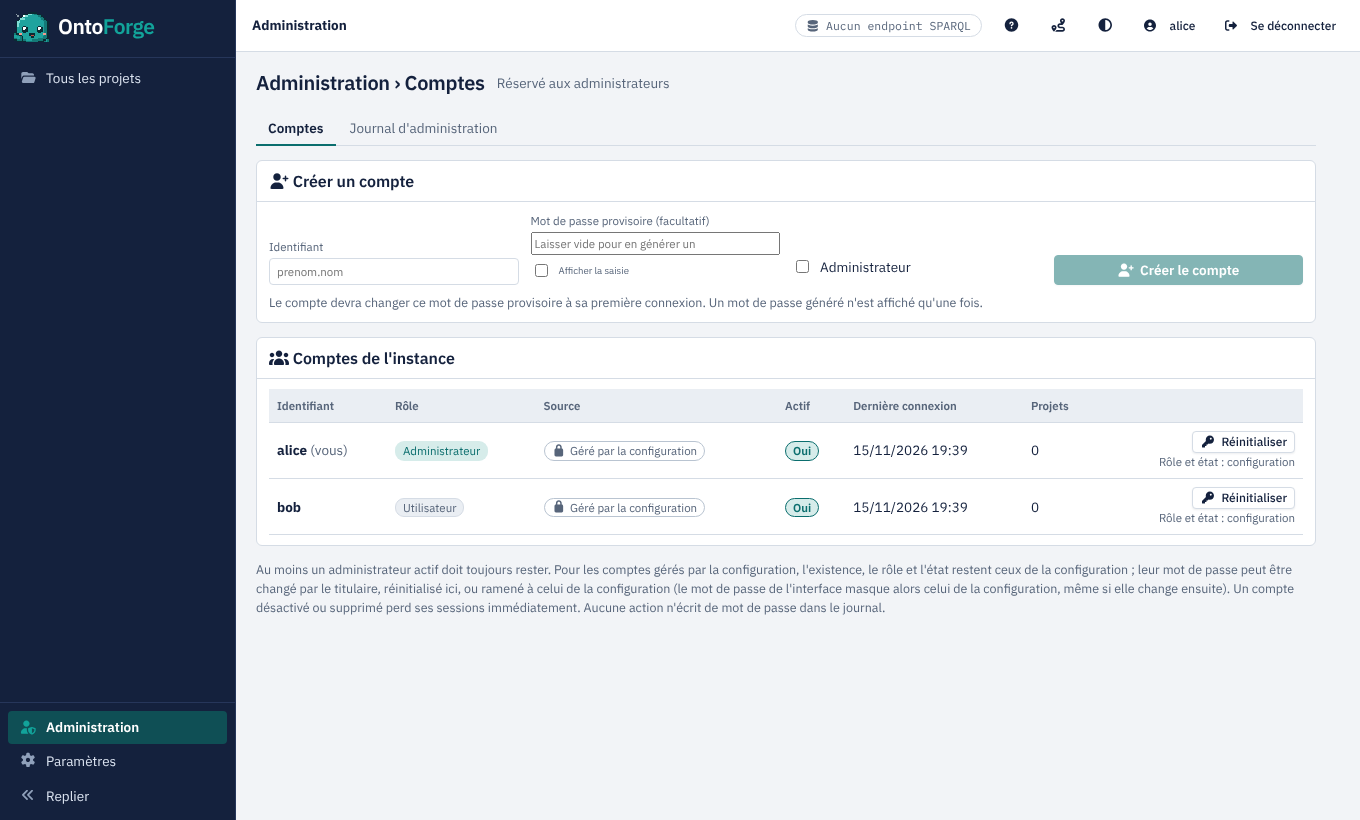 OntoForge
Administration
Aucun endpoint SPARQL
alice
Se déconnecter
Tous les projets
Administration › Comptes
Réservé aux administrateurs
Comptes
Journal d'administration
Créer un compte
Mot de passe provisoire (facultatif)
Identifiant
Laisser vide pour en générer un
prenom.nom
Afficher la saisie
Administrateur
Créer le compte
Le compte devra changer ce mot de passe provisoire à sa première connexion. Un mot de passe généré n'est affiché qu'une fois.
Comptes de l'instance
Identifiant Rôle Source Actif Dernière connexion Projets
alice (vous) Administrateur Géré par la configuration Oui 15/11/2026 19:39 0 Réinitialiser
Rôle et état : configuration
bob Utilisateur Géré par la configuration Oui 15/11/2026 19:39 0 Réinitialiser
Rôle et état : configuration
Au moins un administrateur actif doit toujours rester. Pour les comptes gérés par la configuration, l'existence, le rôle et l'état restent ceux de la configuration ; leur mot de passe peut être
changé par le titulaire, réinitialisé ici, ou ramené à celui de la configuration (le mot de passe de l'interface masque alors celui de la configuration, même si elle change ensuite). Un compte
désactivé ou supprimé perd ses sessions immédiatement. Aucune action n'écrit de mot de passe dans le journal.
Administration
Paramètres
Replier